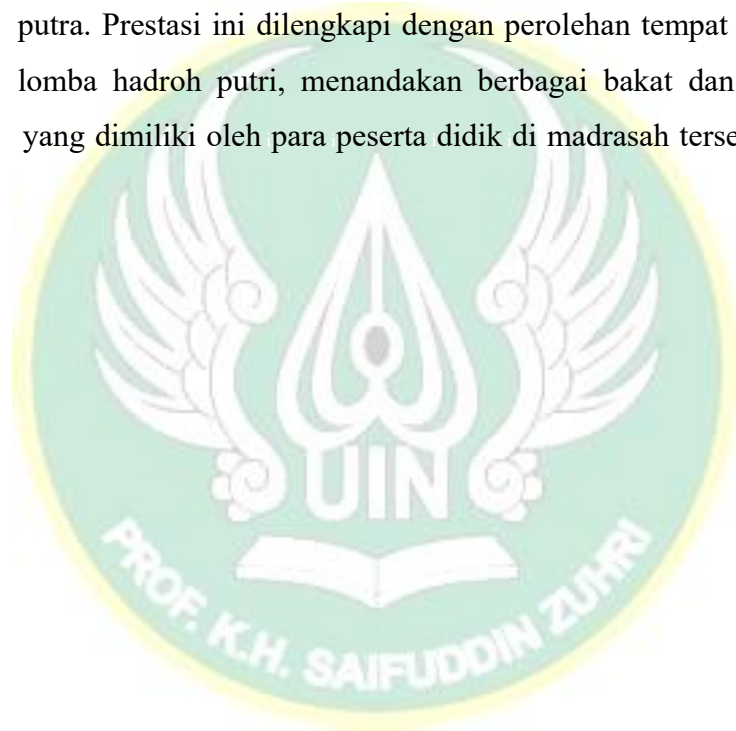 putra. Prestasi ini dilengkapi dengan perolehan tempat
lomba hadroh putri, menandakan berbagai bakat dan
yang dimiliki oleh para peserta didik di madrasah
UIN
PROF. K.H. SAIFUDDIN ZUHRI